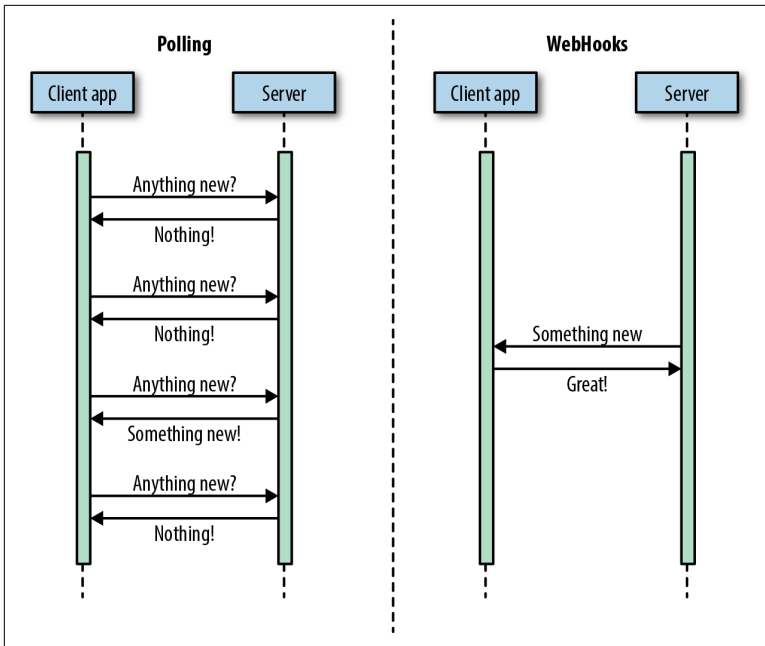 Polling
Client app
Server
Anything new?
Nothing!
Anything new?
Nothing!
Anything new?
Something new!
Anything new?
Nothing!
WebHooks
Client app
Server
Something new
Great!